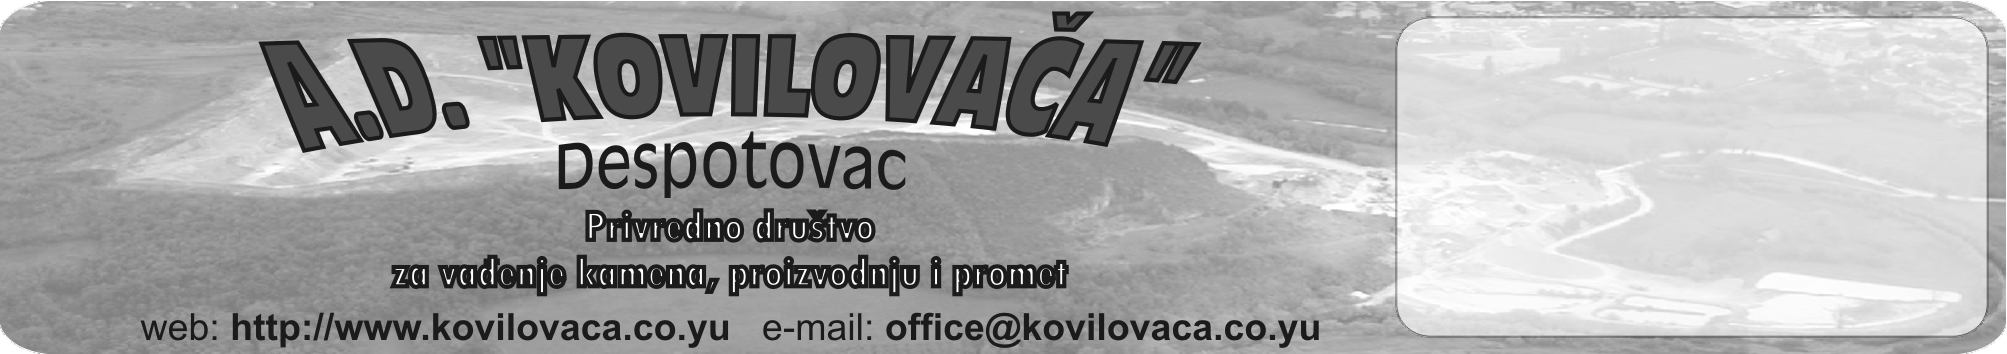 A.D. "KOVILOVAČA"
Despotovac
Privredno društvo
za vađenje kamena, proizvodnju i promet
web: http://www.kovilovaca.co.yu e-mail: office@kovilovaca.co.yu